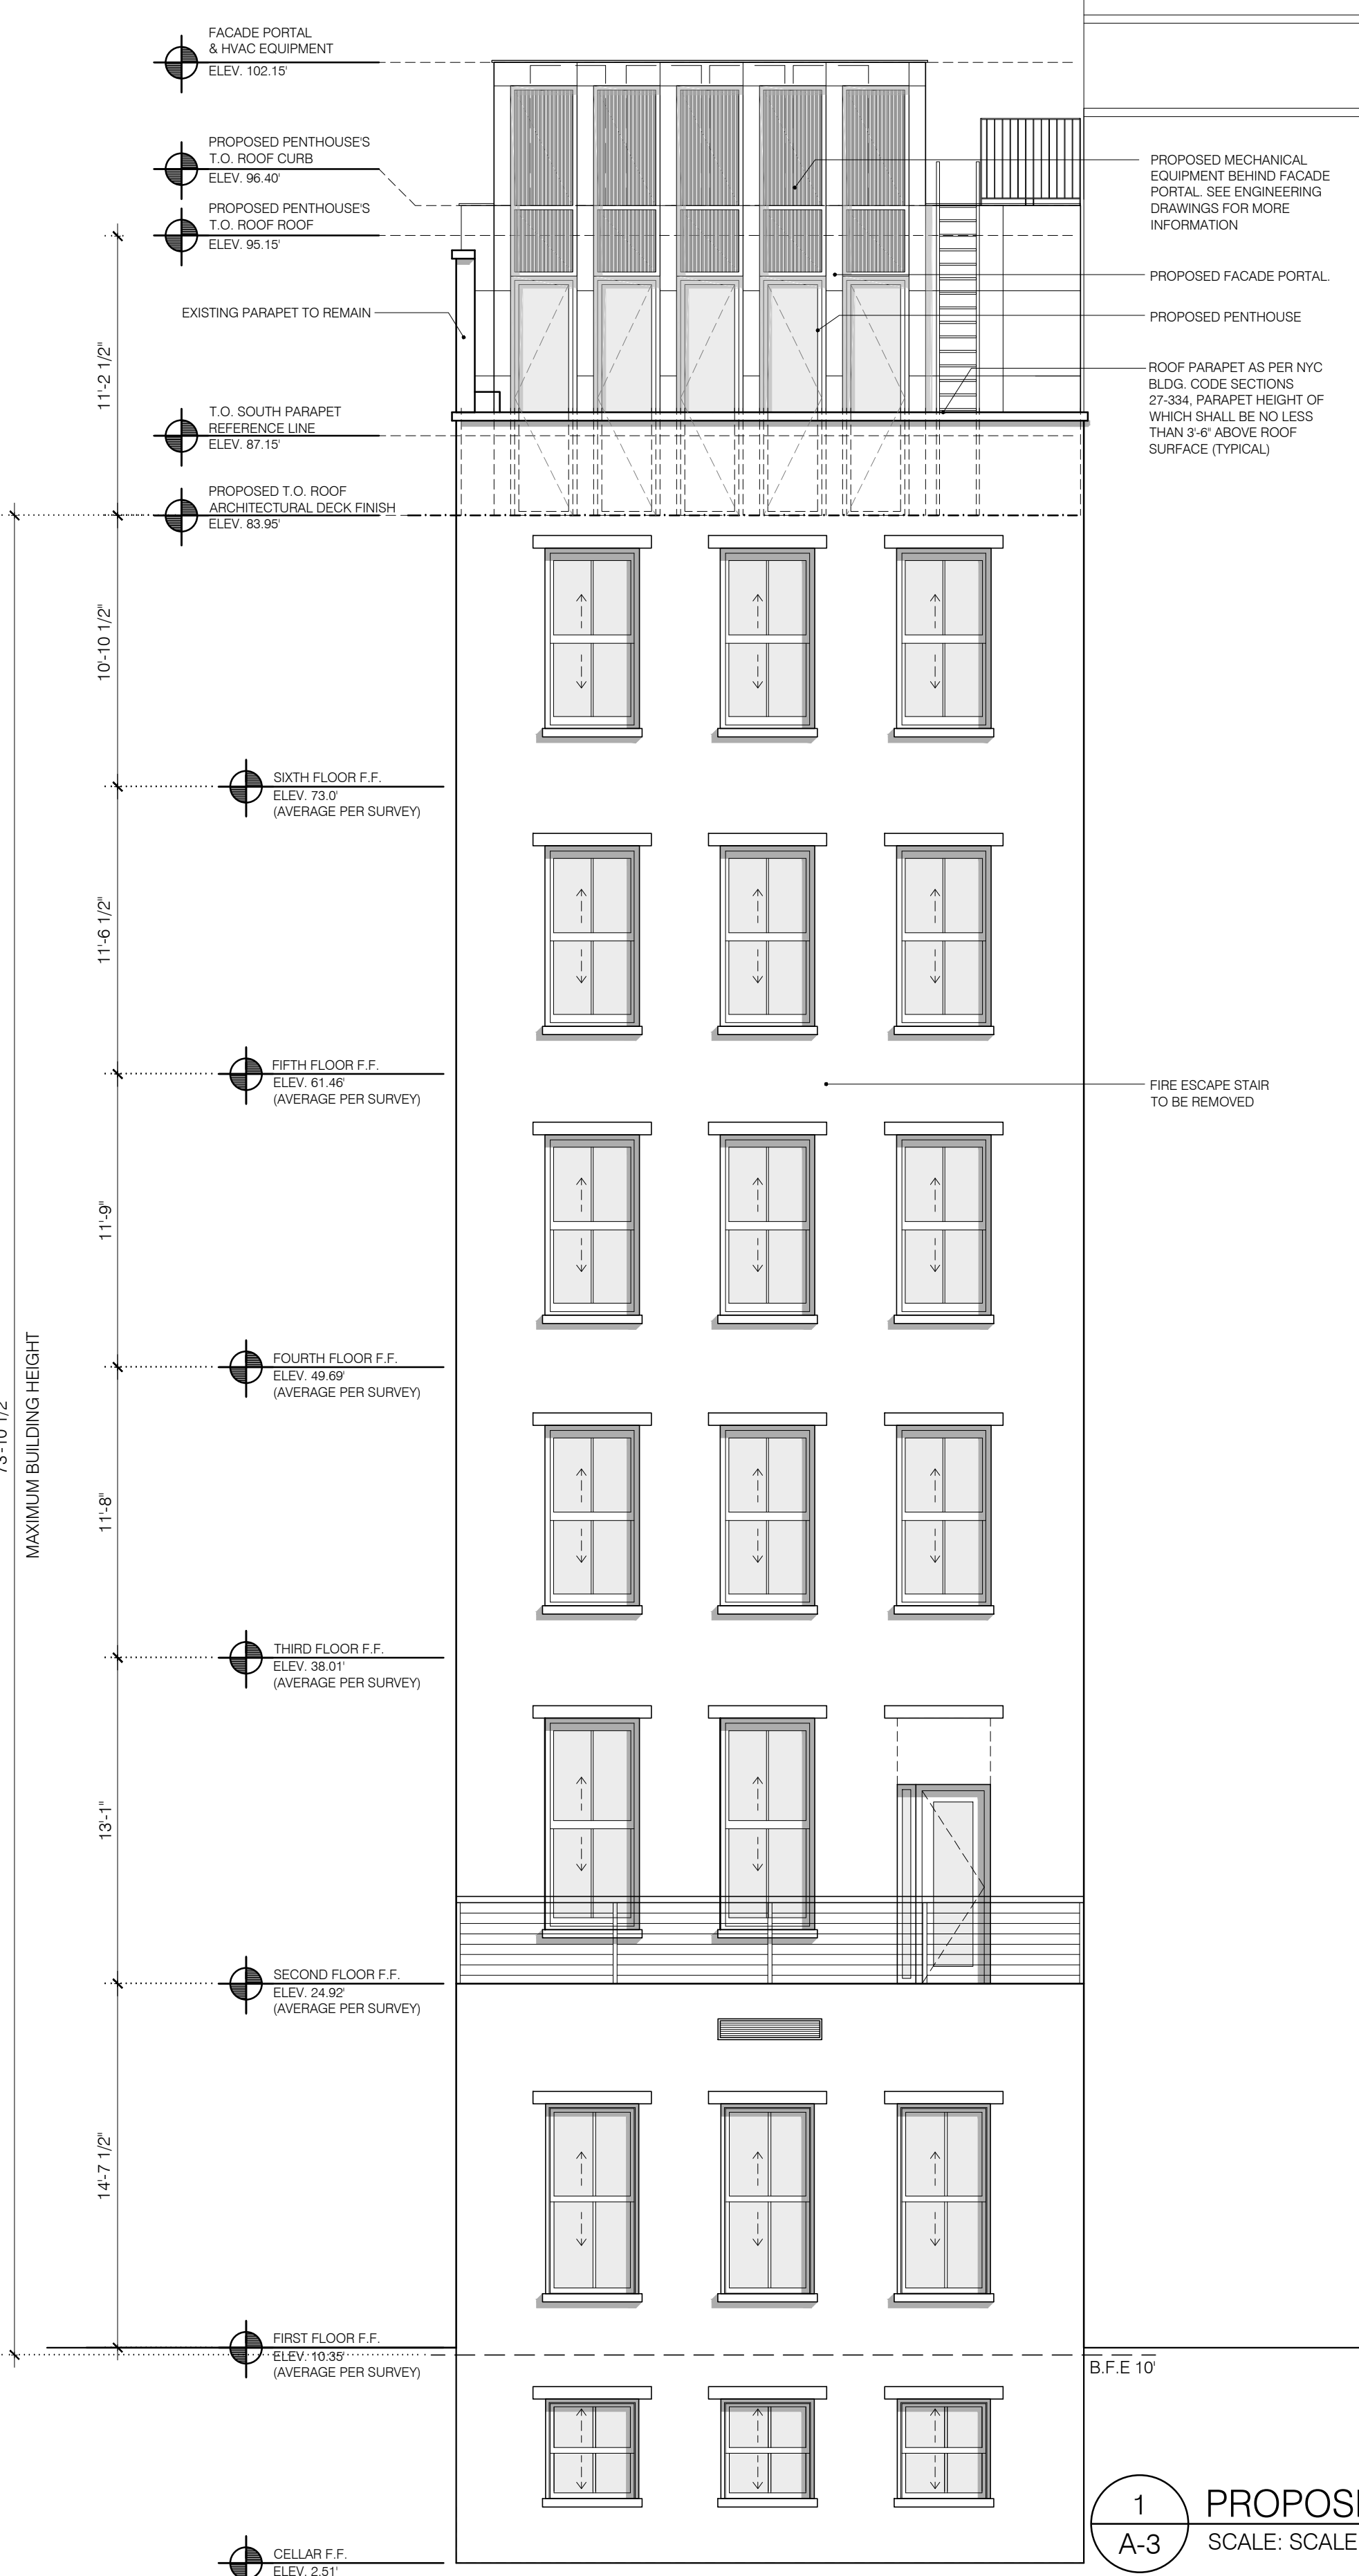 FACADE PORTAL
& HVAC EQUIPMENT
ELEV. 102.15'
PROPOSED PENTHOUSE'S
T.O. ROOF CURB
ELEV. 96.40'
PROPOSED PENTHOUSE'S
T.O. ROOF ROOF
ELEV. 95.15'
PROPOSED MECHANICAL
EQUIPMENT BEHIND FACADE
PORTAL. SEE ENGINEERING
DRAWINGS FOR MORE
INFORMATION
PROPOSED FACADE PORTAL.
EXISTING PARAPET TO REMAIN
PROPOSED PENTHOUSE
11'-2 1/2"
ROOF PARAPET AS PER NYC
BLDG. CODE SECTIONS
27-334, PARAPET HEIGHT OF
WHICH SHALL BE NO LESS
THAN 3'-6" ABOVE ROOF
SURFACE (TYPICAL)
T.O. SOUTH PARAPET
REFERENCE LINE
ELEV. 87.15'
PROPOSED T.O. ROOF
ARCHITECTURAL DECK FINISH
ELEV. 83.95'
10'-10 1/2"
SIXTH FLOOR F.F.
ELEV. 73.0'
(AVERAGE PER SURVEY)
11'-6 1/2"
FIFTH FLOOR F.F.
ELEV. 61.46'
(AVERAGE PER SURVEY)
FIRE ESCAPE STAIR
TO BE REMOVED
11'-9"
FOURTH FLOOR F.F.
ELEV. 49.69'
(AVERAGE PER SURVEY)
73'-10 1/2"
MAXIMUM BUILDING HEIGHT
11'-8"
THIRD FLOOR F.F.
ELEV. 38.01'
(AVERAGE PER SURVEY)
13'-1"
SECOND FLOOR F.F.
ELEV. 24.92'
(AVERAGE PER SURVEY)
14'-7 1/2"
FIRST FLOOR F.F.
ELEV. 10.35'
(AVERAGE PER SURVEY)
B.F.E 10'
1
A-3
PROPOS
SCALE: SCALE
CELLAR F.F.
ELEV. 2.51'